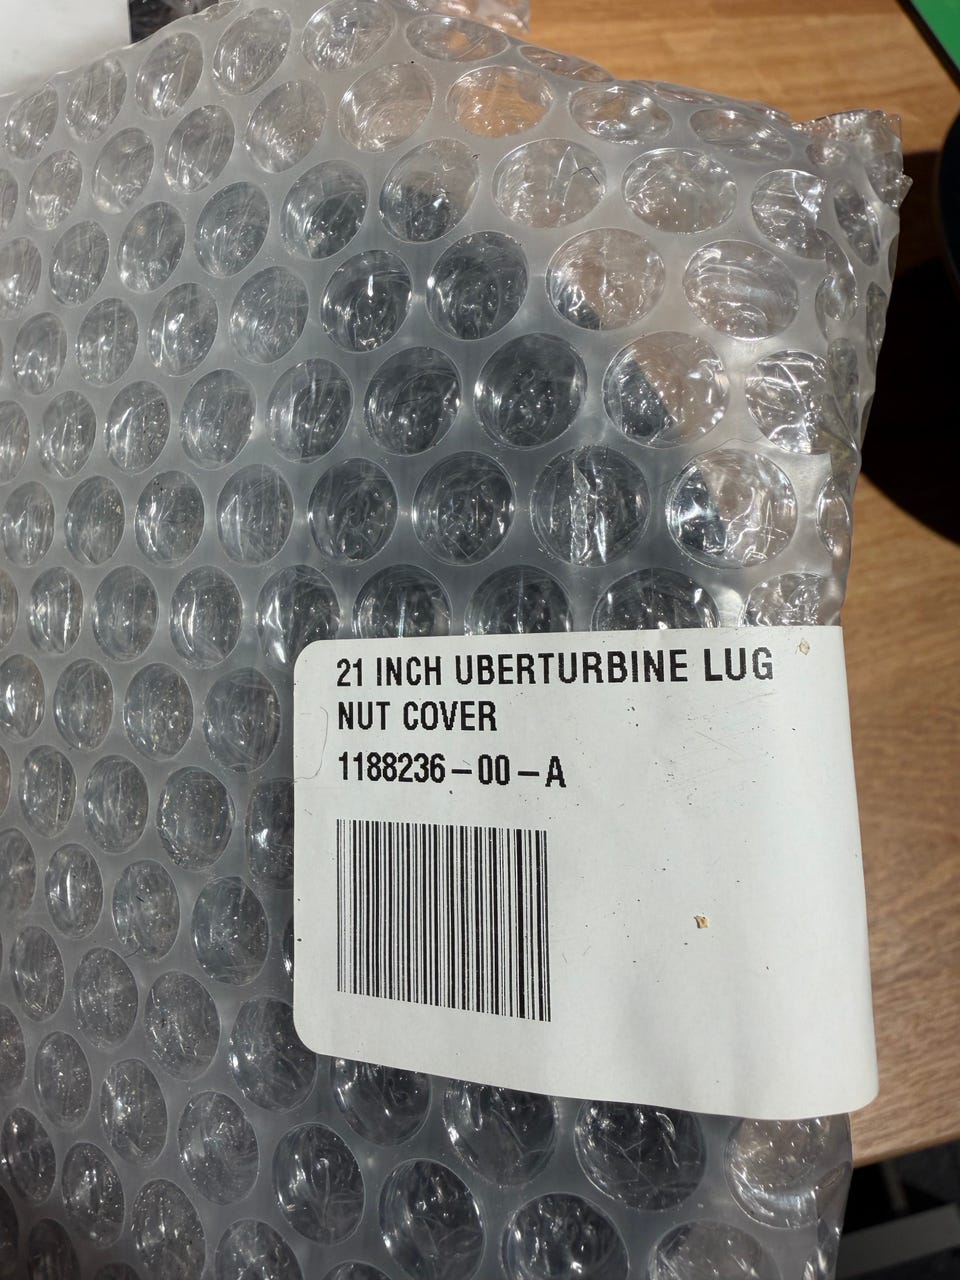 21 INCH UBERTURBINE LUG
NUT COVER
1188236-00-A